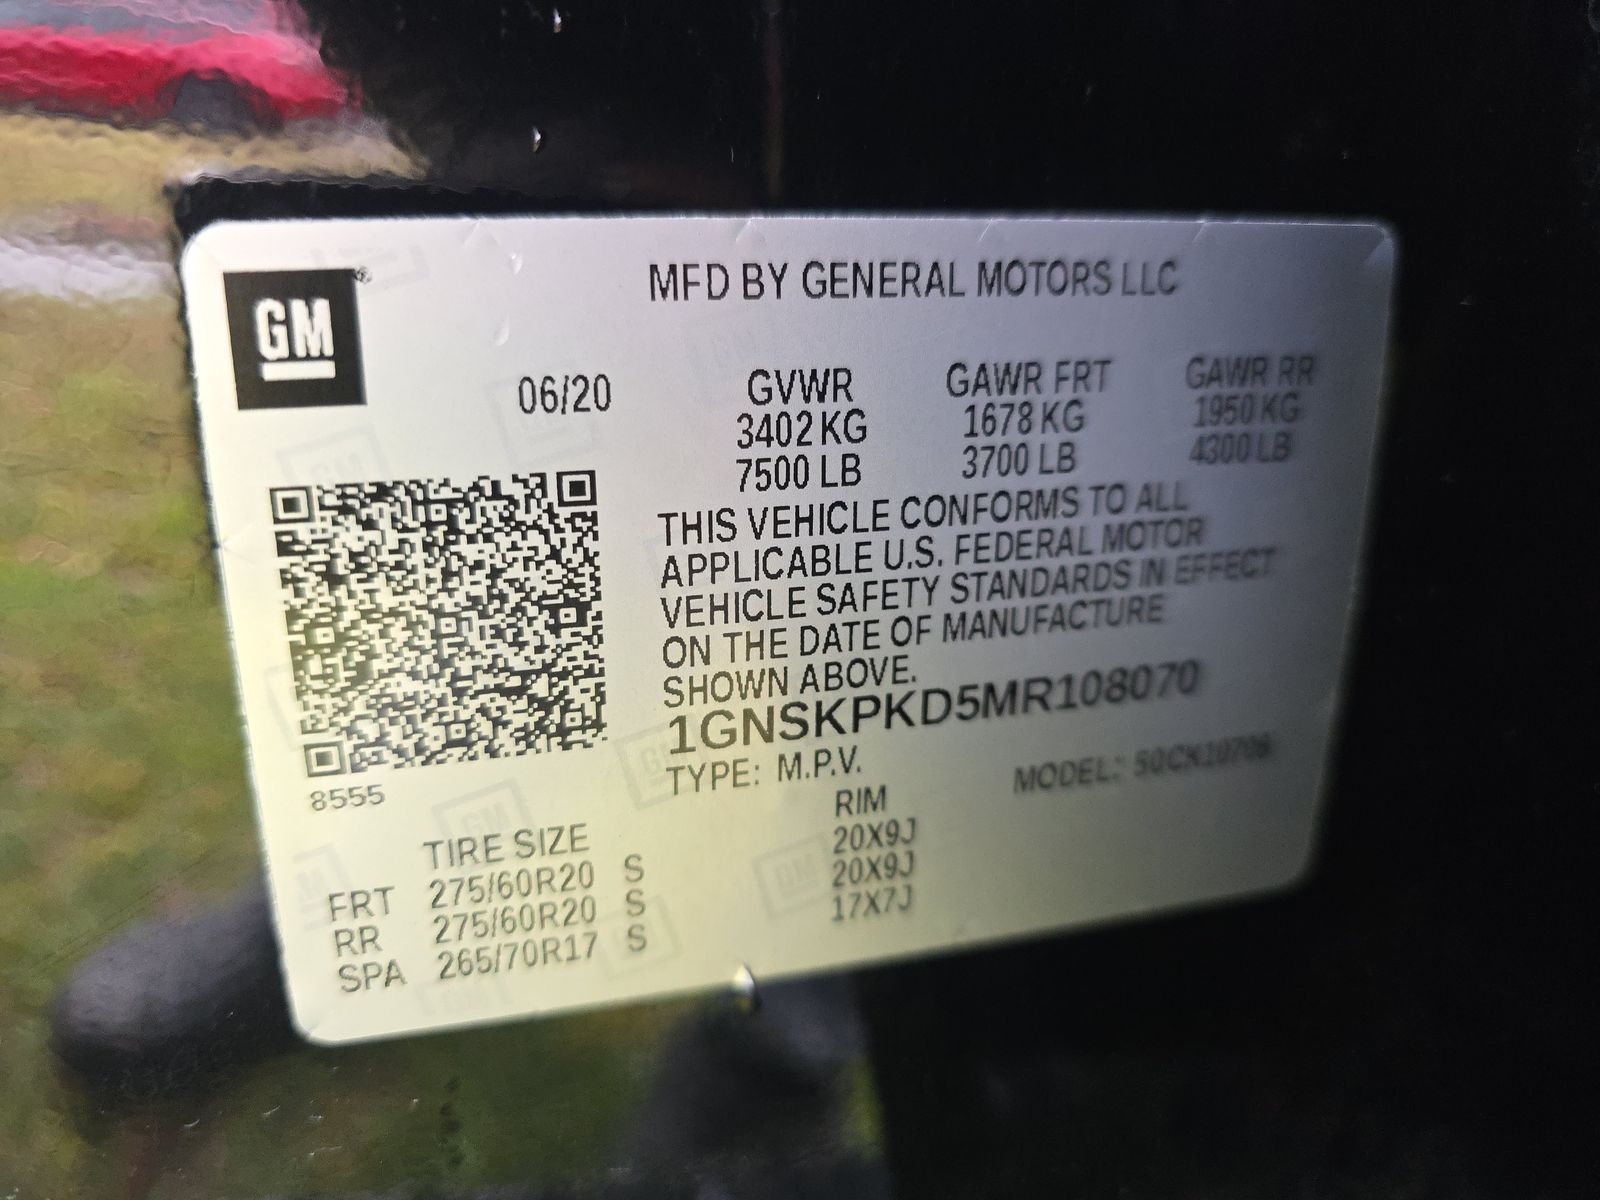 GM®
MFD BY GENERAL MOTORS LLC
06/20
GVWR GAWR FRT GAWR RR
3402 KG 1678 KG 1950 KG
7500 LB 3700 LB 4300 LB
THIS VEHICLE CONFORMS TO ALL
APPLICABLE U.S. FEDERAL MOTOR
VEHICLE SAFETY STANDARDS IN EFFECT
ON THE DATE OF MANUFACTURE
SHOWN ABOVE.
1GNSKPKD5MR108070
TYPE: M.P.V. MODEL: 5QCK10706
8555
TIRE SIZE RIM
FRT 275/60R20 S 20X9J
RR 275/60R20 S 20X9J
SPA 265/70R17 S 17X7J